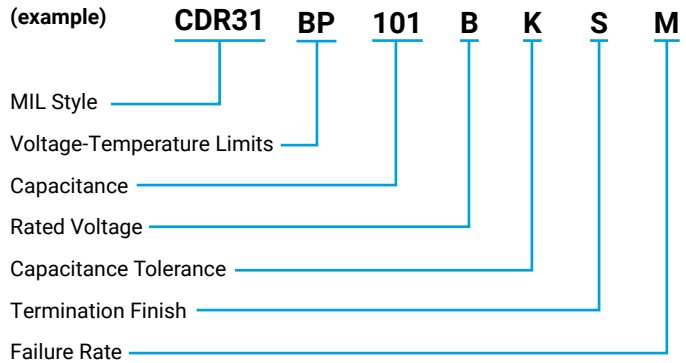 (example) CDR31 BP 101 B K S M
MIL Style
Voltage-Temperature Limits
Capacitance
Rated Voltage
Capacitance Tolerance
Termination Finish
Failure Rate